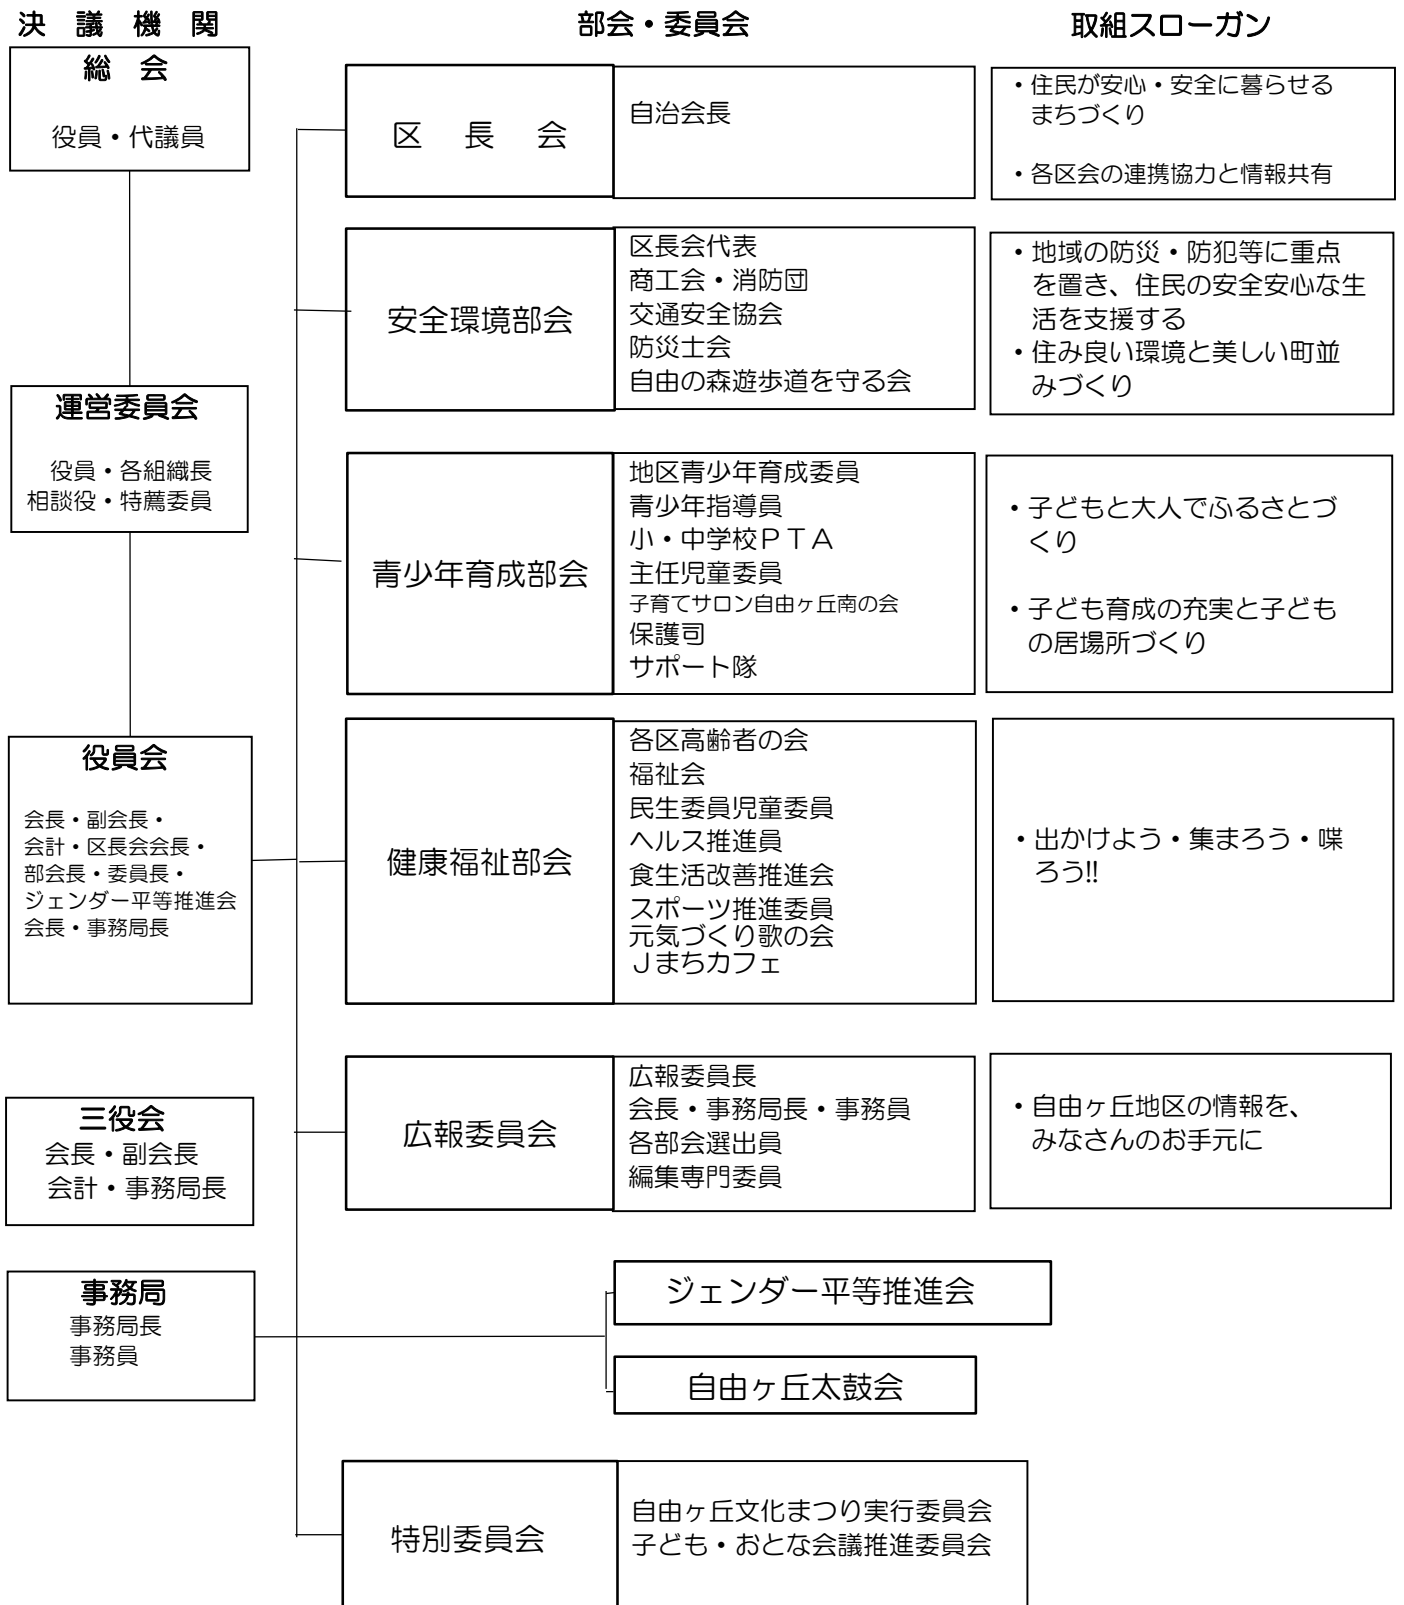 決　議　機　関
総　会
役員・代議員
運営委員会
役員・各組織長
相談役・特薦委員
役員会
会長・副会長・
会計・区長会会長・
部会長・委員長・
ジェンダー平等推進会
会長・事務局長
三役会
会長・副会長
会計・事務局長
事務局
事務局長
事務員
部会・委員会
取組スローガン
区　長　会
自治会長
・住民が安心・安全に暮らせる
まちづくり
・各区会の連携協力と情報共有
安全環境部会
区長会代表
商工会・消防団
交通安全協会
防災士会
自由の森遊歩道を守る会
・地域の防災・防犯等に重点
を置き、住民の安全安心な生
活を支援する
・住み良い環境と美しい町並
みづくり
青少年育成部会
地区青少年育成委員
青少年指導員
小・中学校ＰＴＡ
主任児童委員
子育てサロン自由ヶ丘南の会
保護司
サポート隊
・子どもと大人でふるさとづ
くり
・子ども育成の充実と子ども
の居場所づくり
健康福祉部会
各区高齢者の会
福祉会
民生委員児童委員
ヘルス推進員
食生活改善推進会
スポーツ推進委員
元気づくり歌の会
Ｊまちカフェ
・出かけよう・集まろう・喋
ろう!!
広報委員会
広報委員長
会長・事務局長・事務員
各部会選出員
編集専門委員
・自由ヶ丘地区の情報を、
みなさんのお手元に
ジェンダー平等推進会
自由ヶ丘太鼓会
特別委員会
自由ヶ丘文化まつり実行委員会
子ども・おとな会議推進委員会